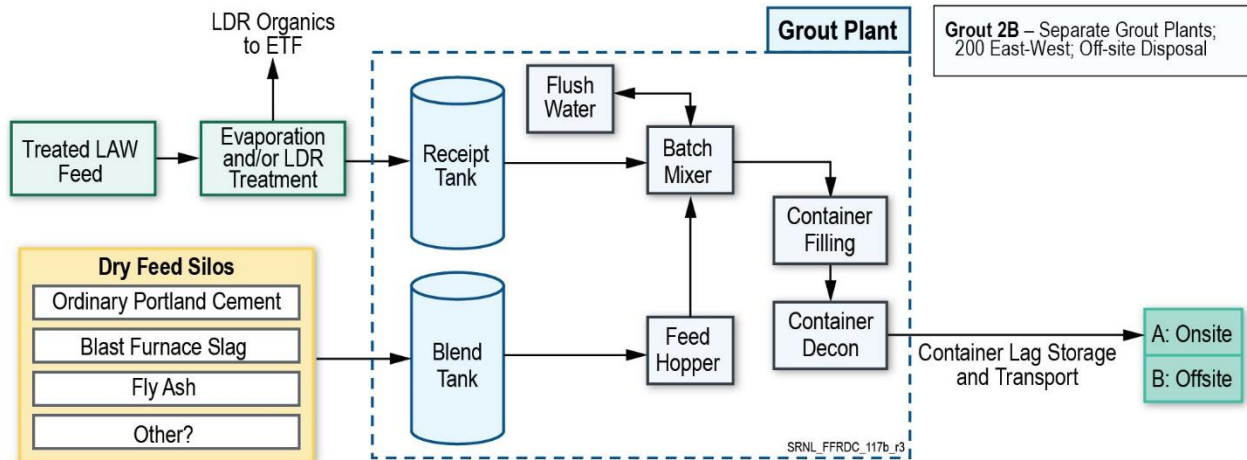 LDR Organics
to ETF
Grout Plant
Grout 2B – Separate Grout Plants;
200 East-West; Off-site Disposal
Treated LAW
Feed
Evaporation
and/or LDR
Treatment
Receipt
Tank
Flush
Water
Batch
Mixer
Container
Filling
Dry Feed Silos
Ordinary Portland Cement
Blast Furnace Slag
Fly Ash
Other?
Blend
Tank
Feed
Hopper
Container
Decon
Container Lag Storage
and Transport
A: Onsite
B: Offsite
SRNL_FFRDC_117b_r3